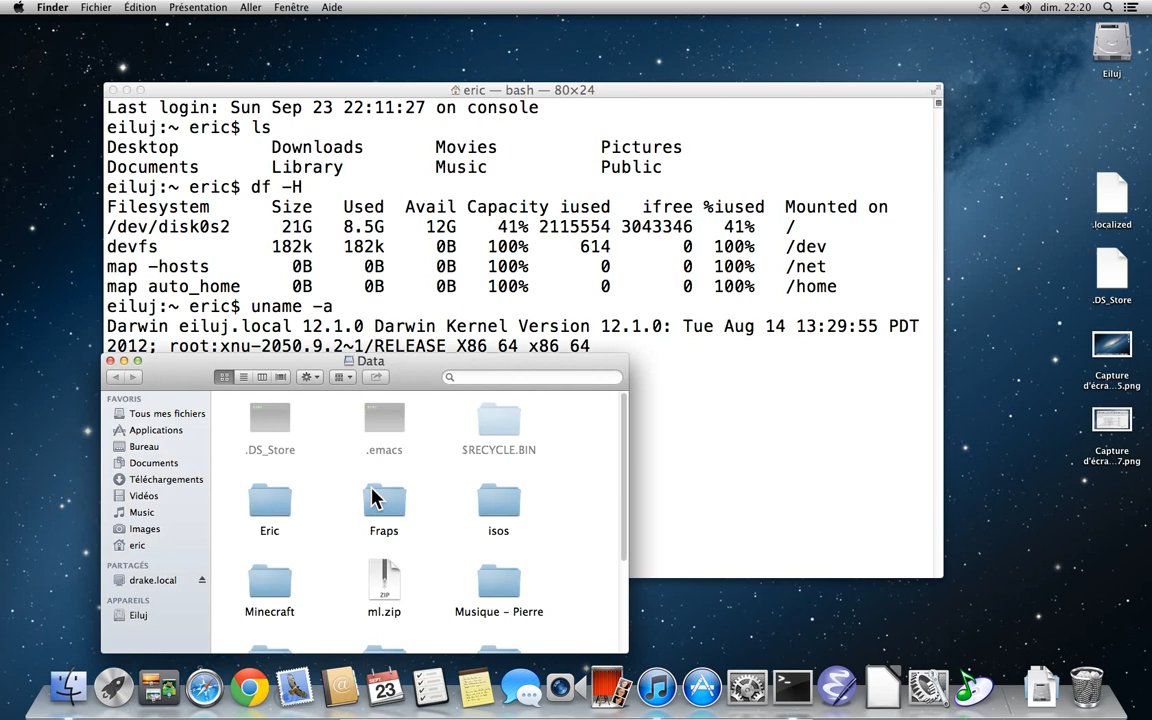 Finder Fichier Édition Présentation Aller Fenêtre Aide dim. 22:20
Eiluj
.localized
.DS_Store
Capture
d'écra...5.png
Capture
d'écra...7.png
eric — bash — 80×24
Last login: Sun Sep 23 22:11:27 on console
eiluj:~ eric$ ls
Desktop Downloads Movies Pictures
Documents Library Music Public
eiluj:~ eric$ df -H
Filesystem Size Used Avail Capacity iused ifree %iused Mounted on
/dev/disk0s2 21G 8.5G 12G 41% 2115554 3043346 41% /
devfs 182k 182k 0B 100% 614 0 100% /dev
map -hosts 0B 0B 0B 100% 0 0 100% /net
map auto_home 0B 0B 0B 100% 0 0 100% /home
eiluj:~ eric$ uname -a
Darwin eiluj.local 12.1.0 Darwin Kernel Version 12.1.0: Tue Aug 14 13:29:55 PDT
2012; root:xnu-2050.9.2~1/RELEASE_X86_64 x86_64
Data
FAVORIS
Tous mes fichiers
Applications
Bureau
Documents
Téléchargements
Vidéos
Music
Images
eric
PARTAGÉS
drake.local
APPAREILS
Eiluj
.DS_Store .emacs $RECYCLE.BIN
Eric Fraps isos
ZIP
Minecraft ml.zip Musique - Pierre
SEP
23